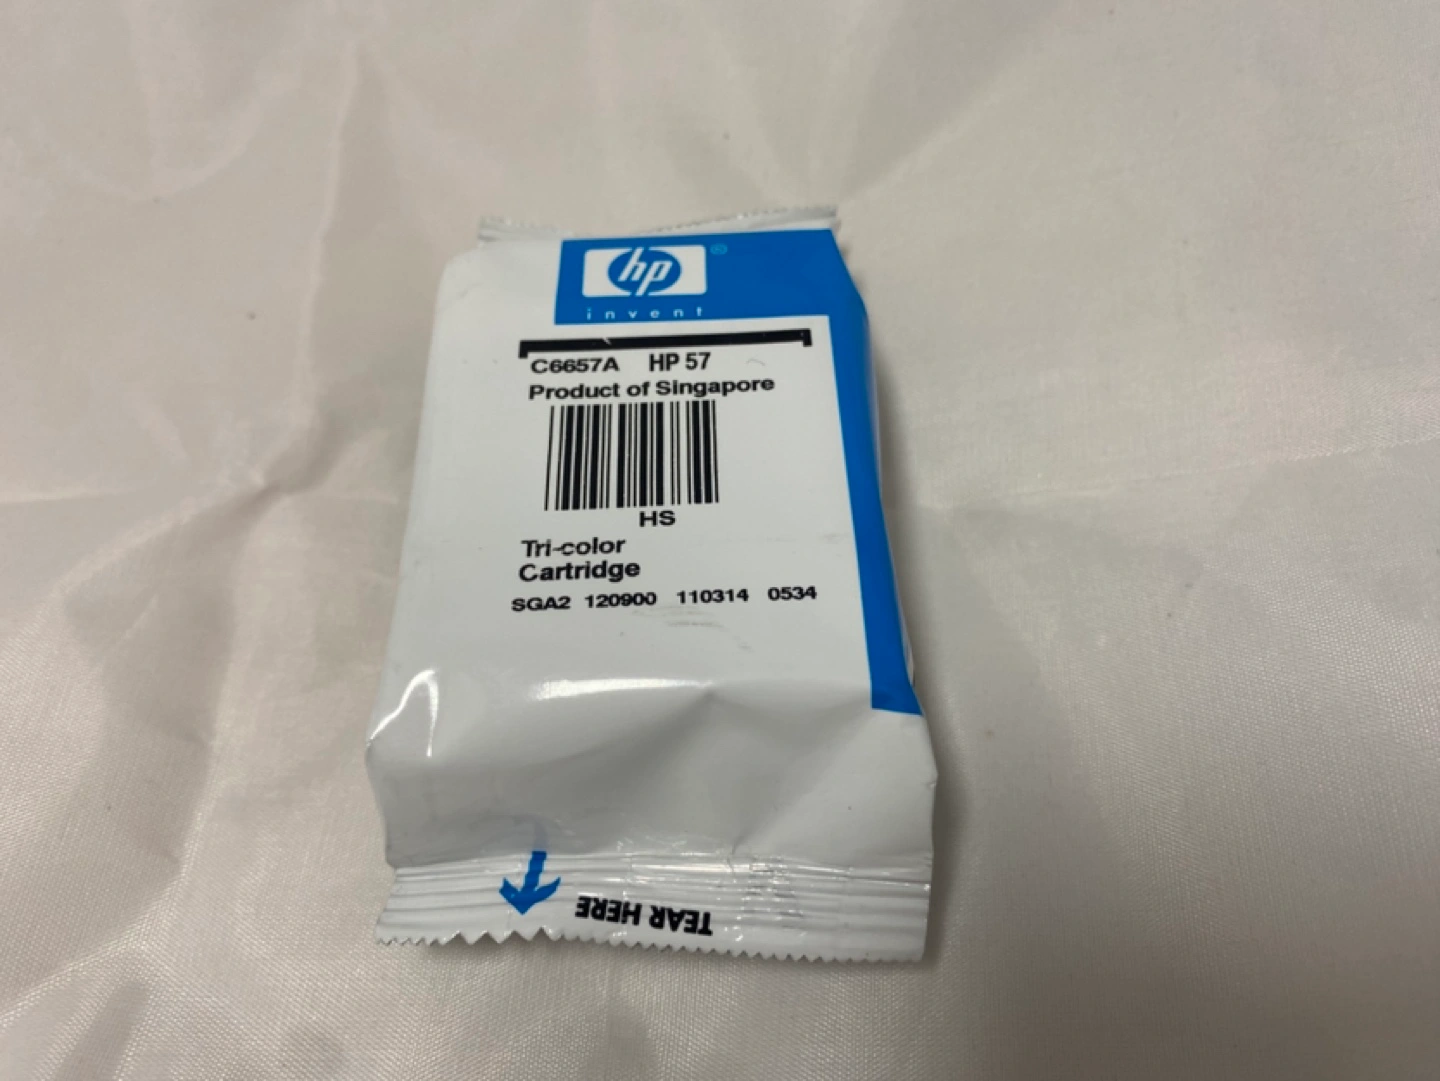 hp®
invent
C6657A HP 57
Product of Singapore
HS
Tri-color
Cartridge
SGA2 120900 110314 0534
TEAR HERE